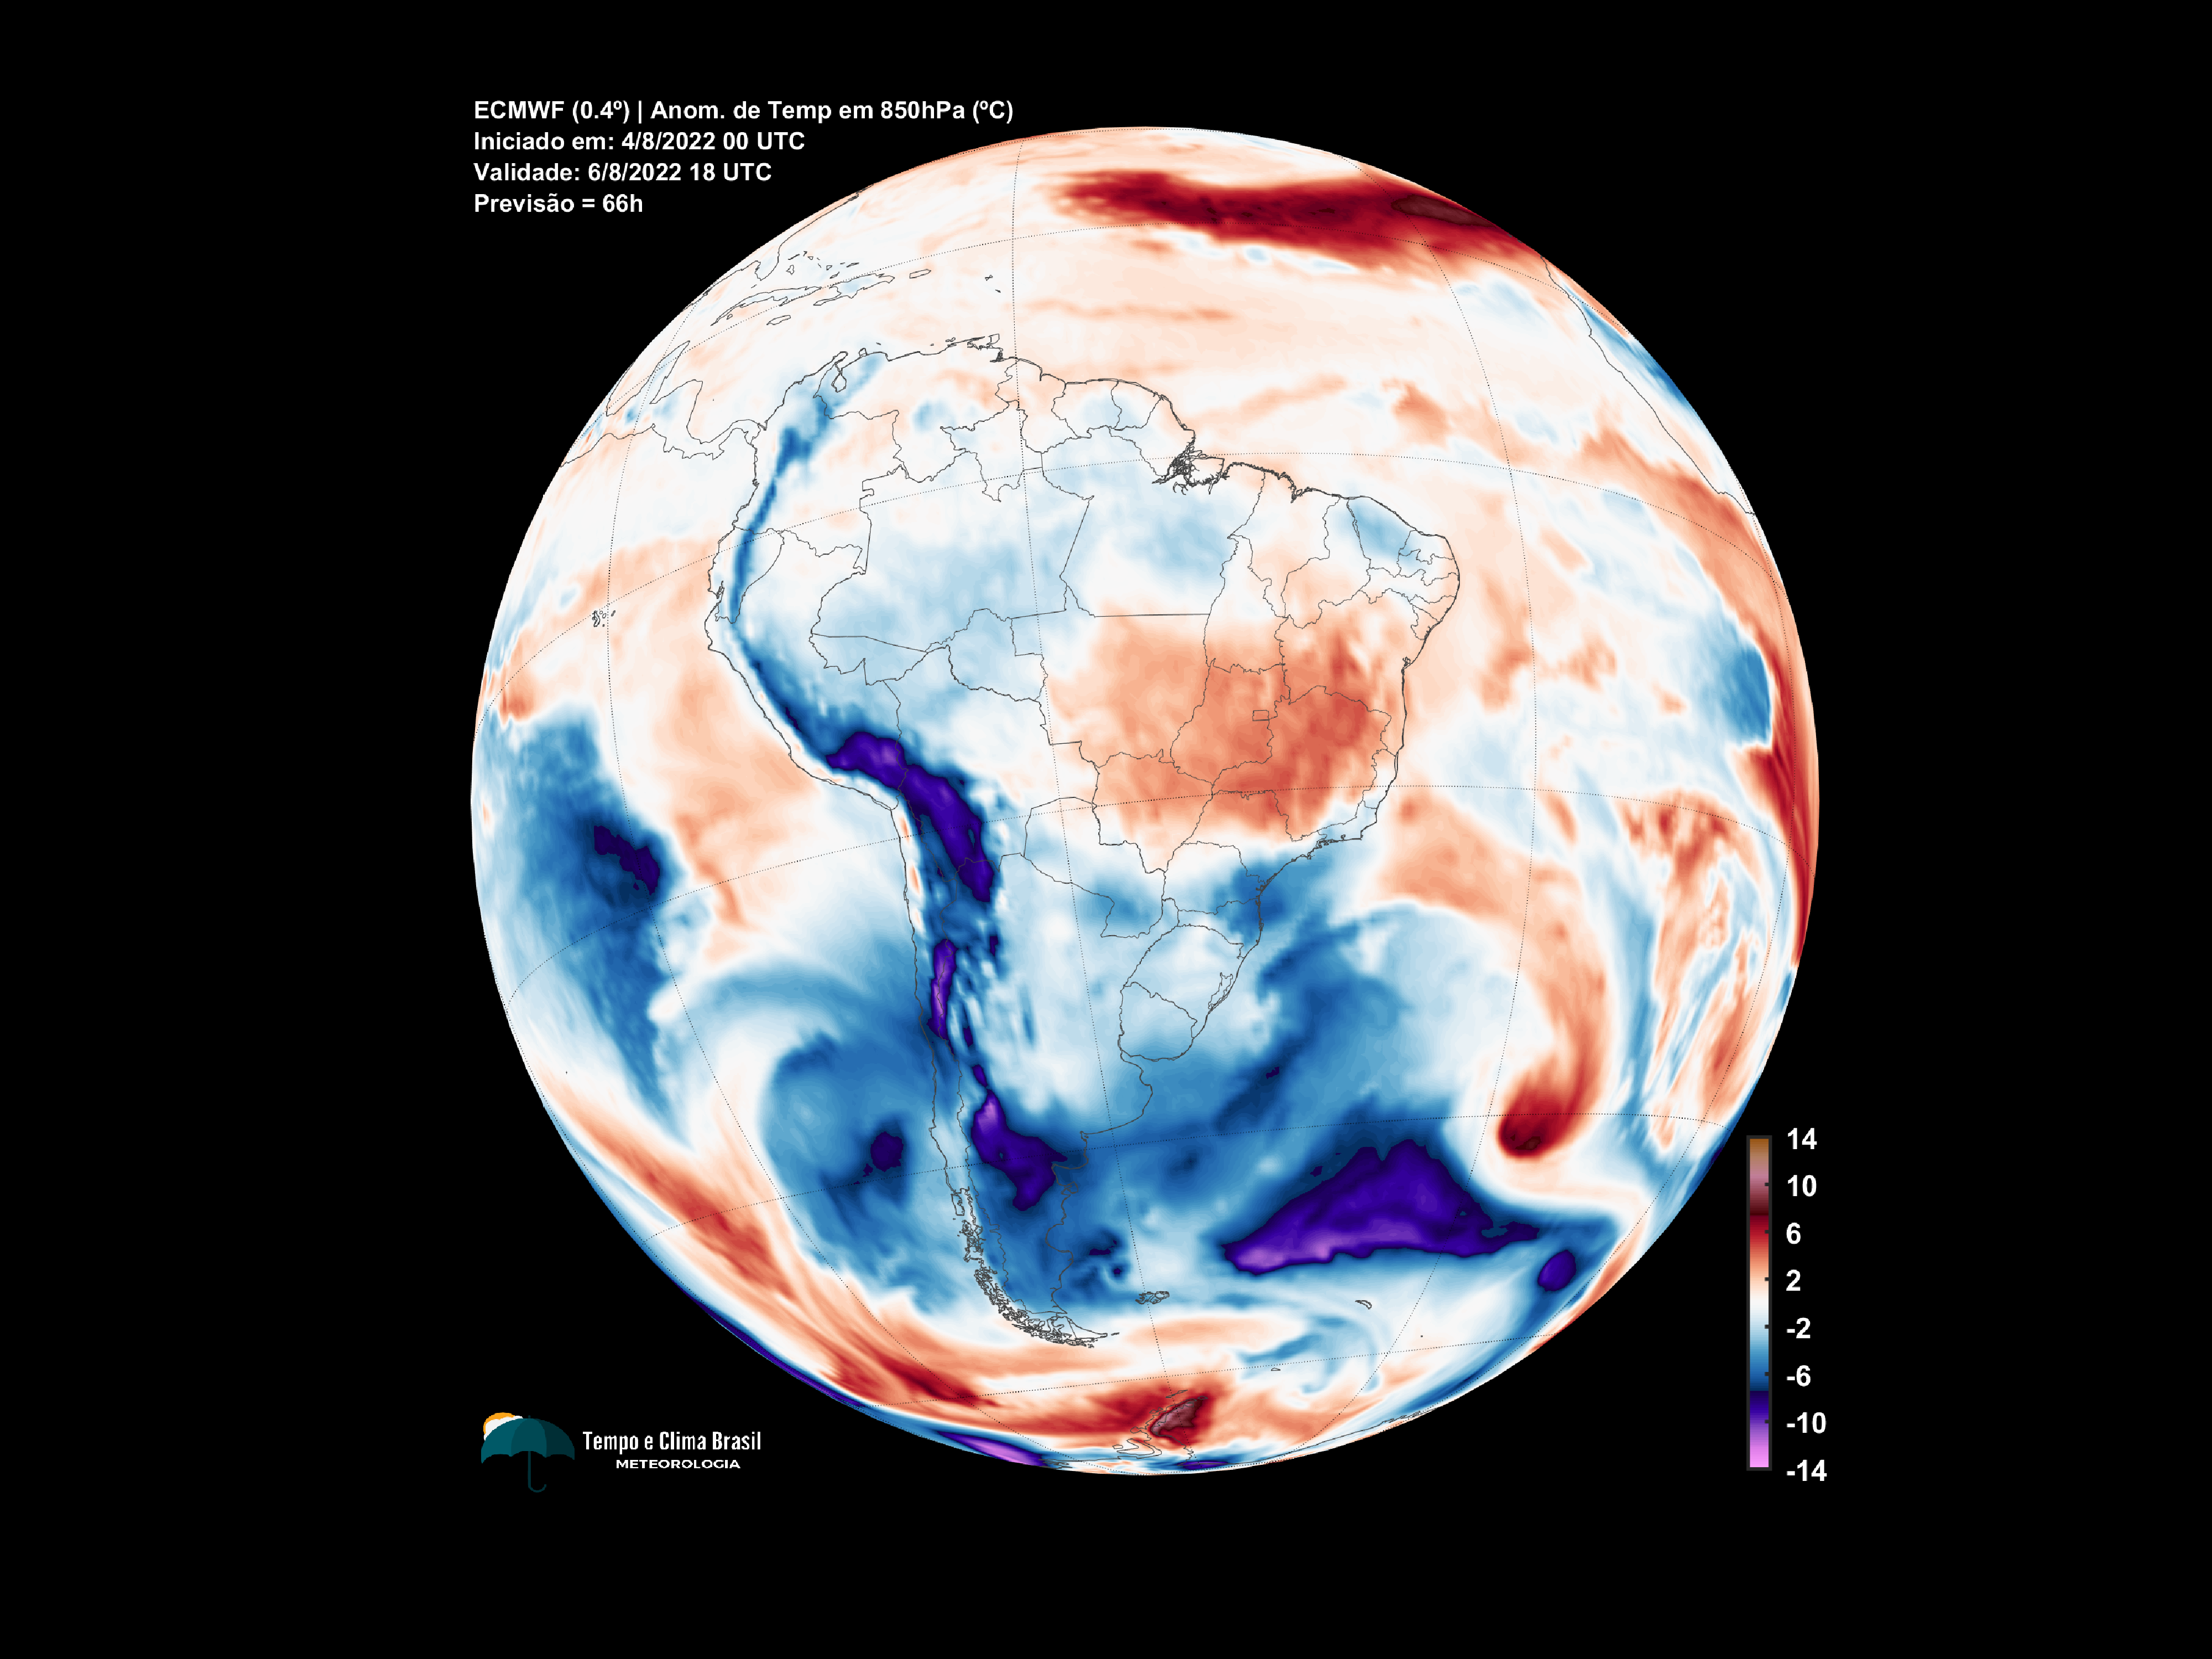 ECMWF (0.4º) | Anom. de Temp em 850hPa (ºC)
Iniciado em: 4/8/2022 00 UTC
Validade: 6/8/2022 18 UTC
Previsão = 66h
14
10
6
2
-2
-6
-10
-14
Tempo e Clima Brasil
METEOROLOGIA